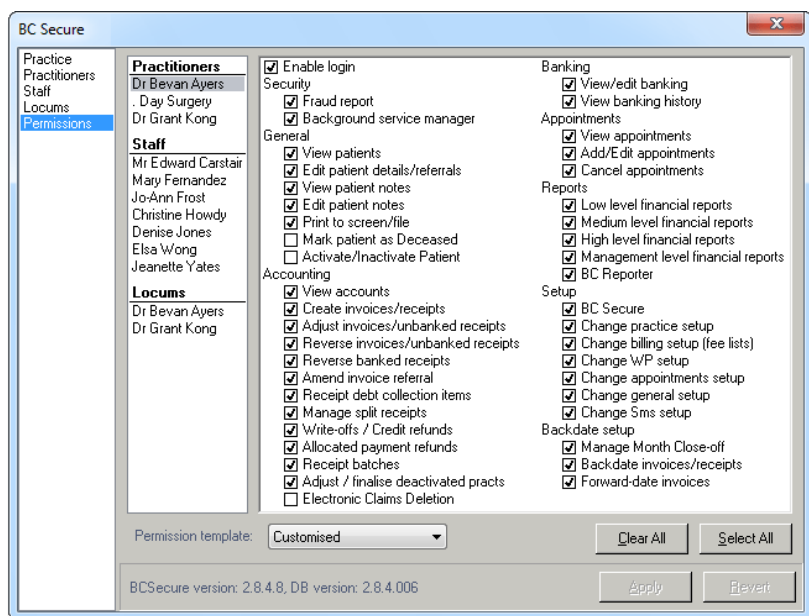 BC Secure
Practice
Practitioners
Staff
Locums
Permissions
Practitioners
Dr Bevan Ayers
. Day Surgery
Dr Grant Kong
Staff
Mr Edward Carstair
Mary Fernandez
Jo-Ann Frost
Christine Howdy
Denise Jones
Elsa Wong
Jeanette Yates
Locums
Dr Bevan Ayers
Dr Grant Kong
Enable login
Security
Fraud report
Background service manager
General
View patients
Edit patient details/referrals
View patient notes
Edit patient notes
Print to screen/file
Mark patient as Deceased
Activate/Inactivate Patient
Accounting
View accounts
Create invoices/receipts
Adjust invoices/unbanked receipts
Reverse invoices/unbanked receipts
Reverse banked receipts
Amend invoice referral
Receipt debt collection items
Manage split receipts
Write-offs / Credit refunds
Allocated payment refunds
Receipt batches
Adjust / finalise deactivated practs
Electronic Claims Deletion
Banking
View/edit banking
View banking history
Appointments
View appointments
Add/Edit appointments
Cancel appointments
Reports
Low level financial reports
Medium level financial reports
High level financial reports
Management level financial reports
BC Reporter
Setup
BC Secure
Change practice setup
Change billing setup (fee lists)
Change WP setup
Change appointments setup
Change general setup
Change Sms setup
Backdate setup
Manage Month Close-off
Backdate invoices/receipts
Forward-date invoices
Permission template:
Customised
Clear All
Select All
BCSecure version: 2.8.4.8, DB version: 2.8.4.006
Apply
Revert